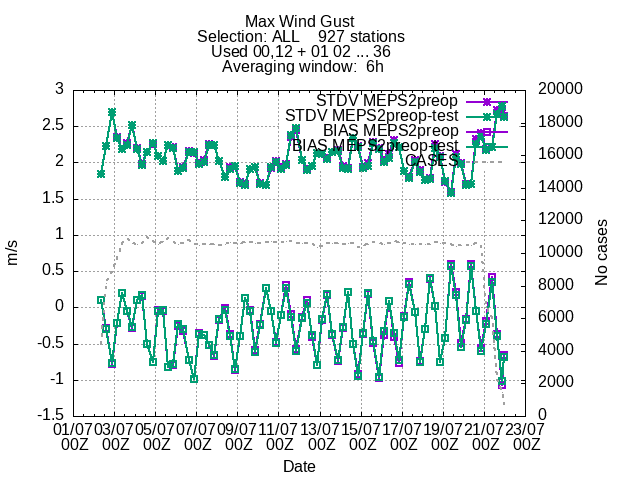 Max Wind Gust
Selection: ALL 927 stations
Used 00,12 + 01 02 ... 36
Averaging window: 6h
STDV MEPS2preop
STDV MEPS2preop-test
BIAS MEPS2preop
BIAS MEPS2preop-test
CASES
3
2.5
2
1.5
1
0.5
0
-0.5
-1
-1.5
m/s
20000
18000
16000
14000
12000
10000
8000
6000
4000
2000
0
No cases
01/07 03/07 05/07 07/07 09/07 11/07 13/07 15/07 17/07 19/07 21/07 23/07
00Z 00Z 00Z 00Z 00Z 00Z 00Z 00Z 00Z 00Z 00Z 00Z
Date